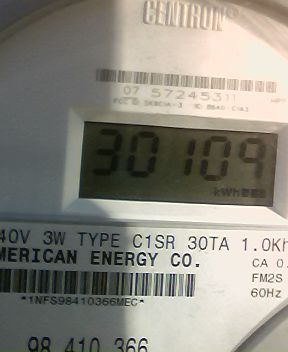 CENTRON®
07 57245311
30109
kWh
40V 3W TYPE C1SR 30TA 1.0Kh
MERICAN ENERGY CO.
CA 0.
FM2S
*1NFS98410366MEC*
60Hz
98 410 366